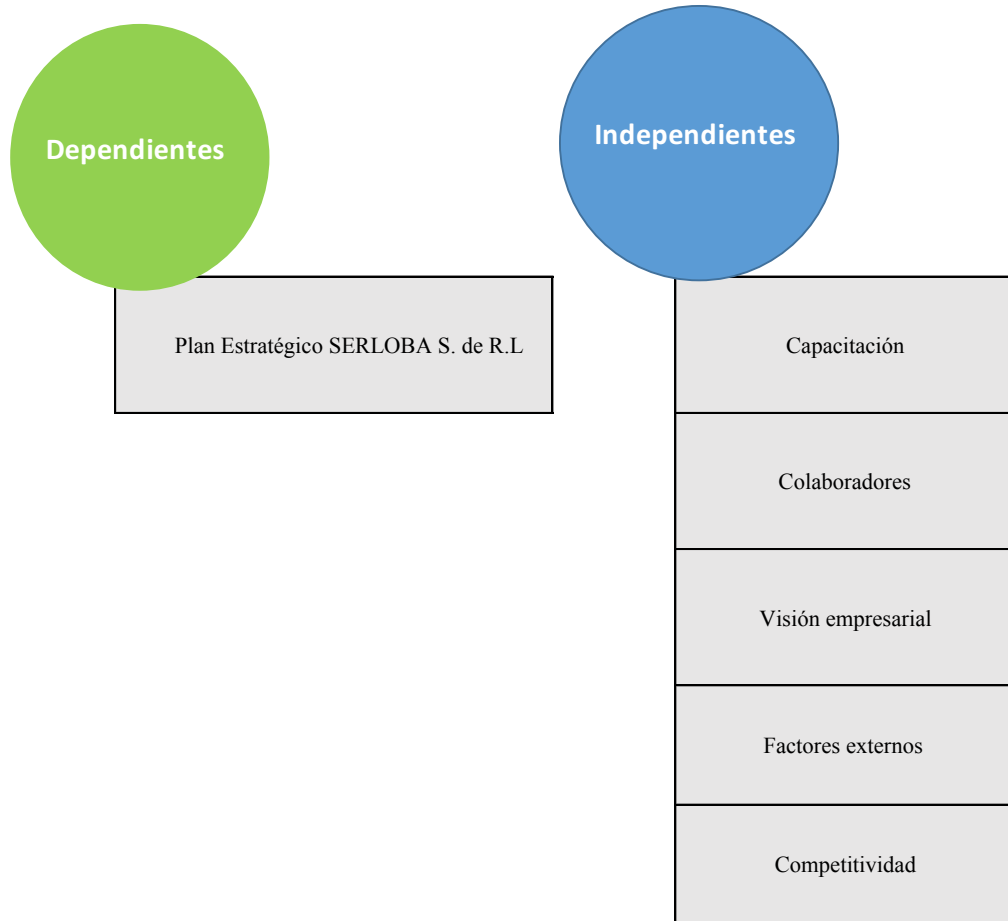 Dependientes
Independientes
Plan Estratégico SERLOBA S. de R.L
Capacitación
Colaboradores
Visión empresarial
Factores externos
Competitividad